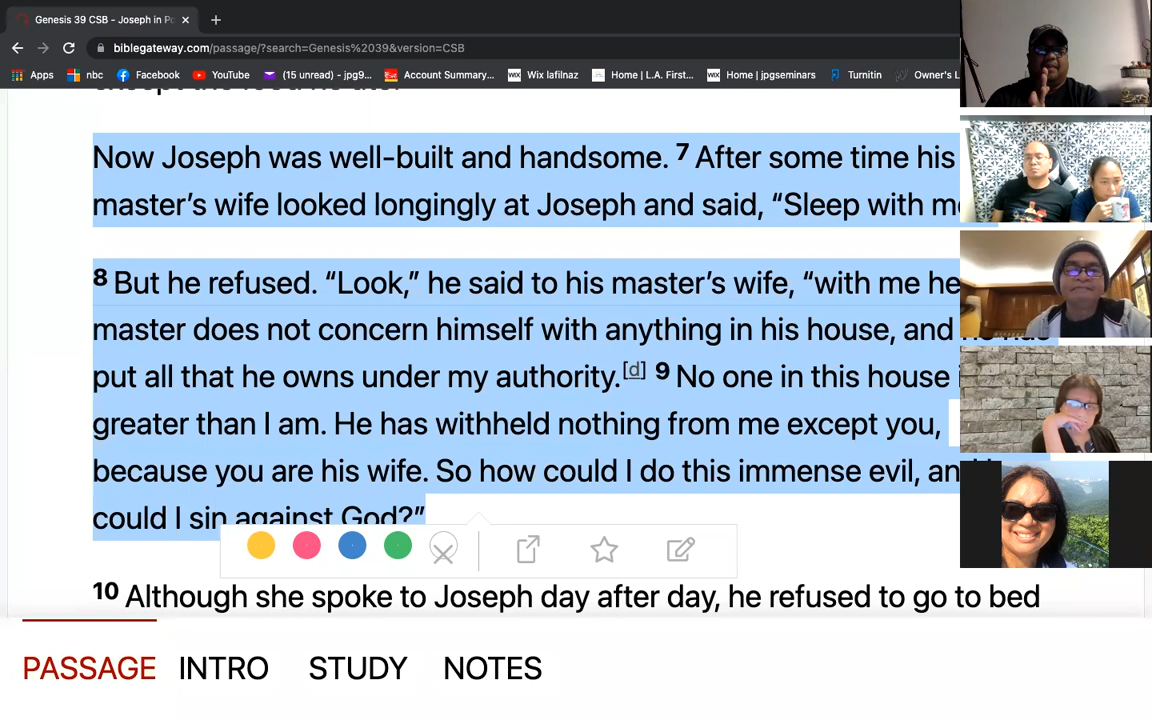 Genesis 39 CSB - Joseph in Po
biblegateway.com/passage/?search=Genesis%2039&version=CSB
Apps nbc Facebook YouTube (15 unread) - jpg9... Account Summary... Wix lafilnaz Home | L.A. First... Home | jpgseminars Turnitin Owner's L
Now Joseph was well-built and handsome. 7 After some time his
master's wife looked longingly at Joseph and said, “Sleep with me
8 But he refused. “Look,” he said to his master's wife, “with me he
master does not concern himself with anything in his house, and he has
put all that he owns under my authority.[d] 9 No one in this house
greater than I am. He has withheld nothing from me except you,
because you are his wife. So how could I do this immense evil, and
could I sin against God?”
10 Although she spoke to Joseph day after day, he refused to go to bed
PASSAGE INTRO STUDY NOTES